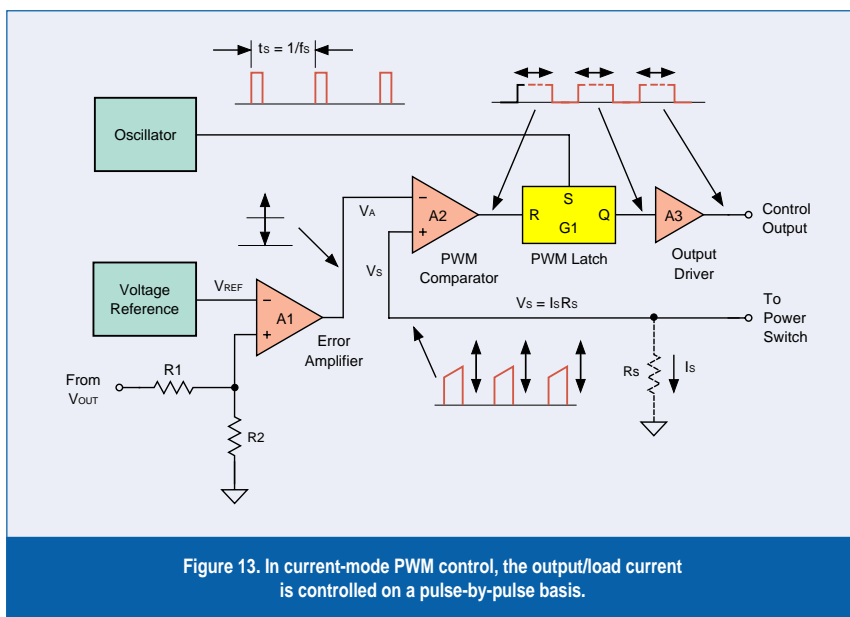 tS = 1/fS
Oscillator
S
R
Q
G1
PWM Latch
A2
−
+
PWM
Comparator
A3
Output
Driver
Control
Output
VA
VS
Voltage
Reference
VREF
−
A1
+
Error
Amplifier
VS = ISRS
To
Power
Switch
From
VOUT
R1
R2
RS
IS
Figure 13. In current-mode PWM control, the output/load current
is controlled on a pulse-by-pulse basis.